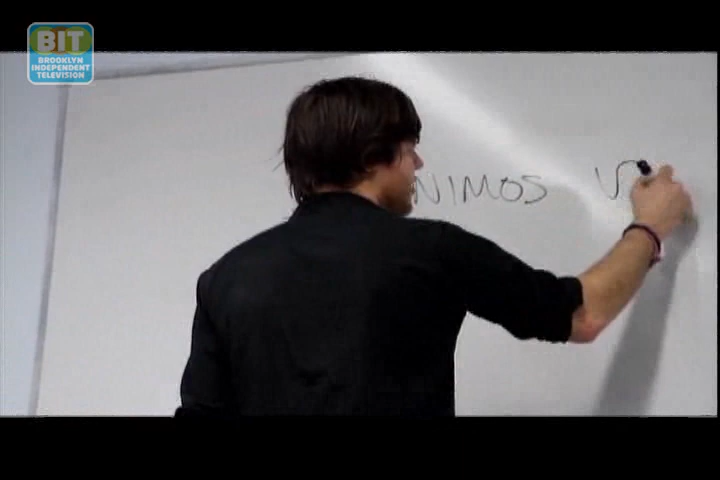 BIT
BROOKLYN
INDEPENDENT
TELEVISION
NIMOS V